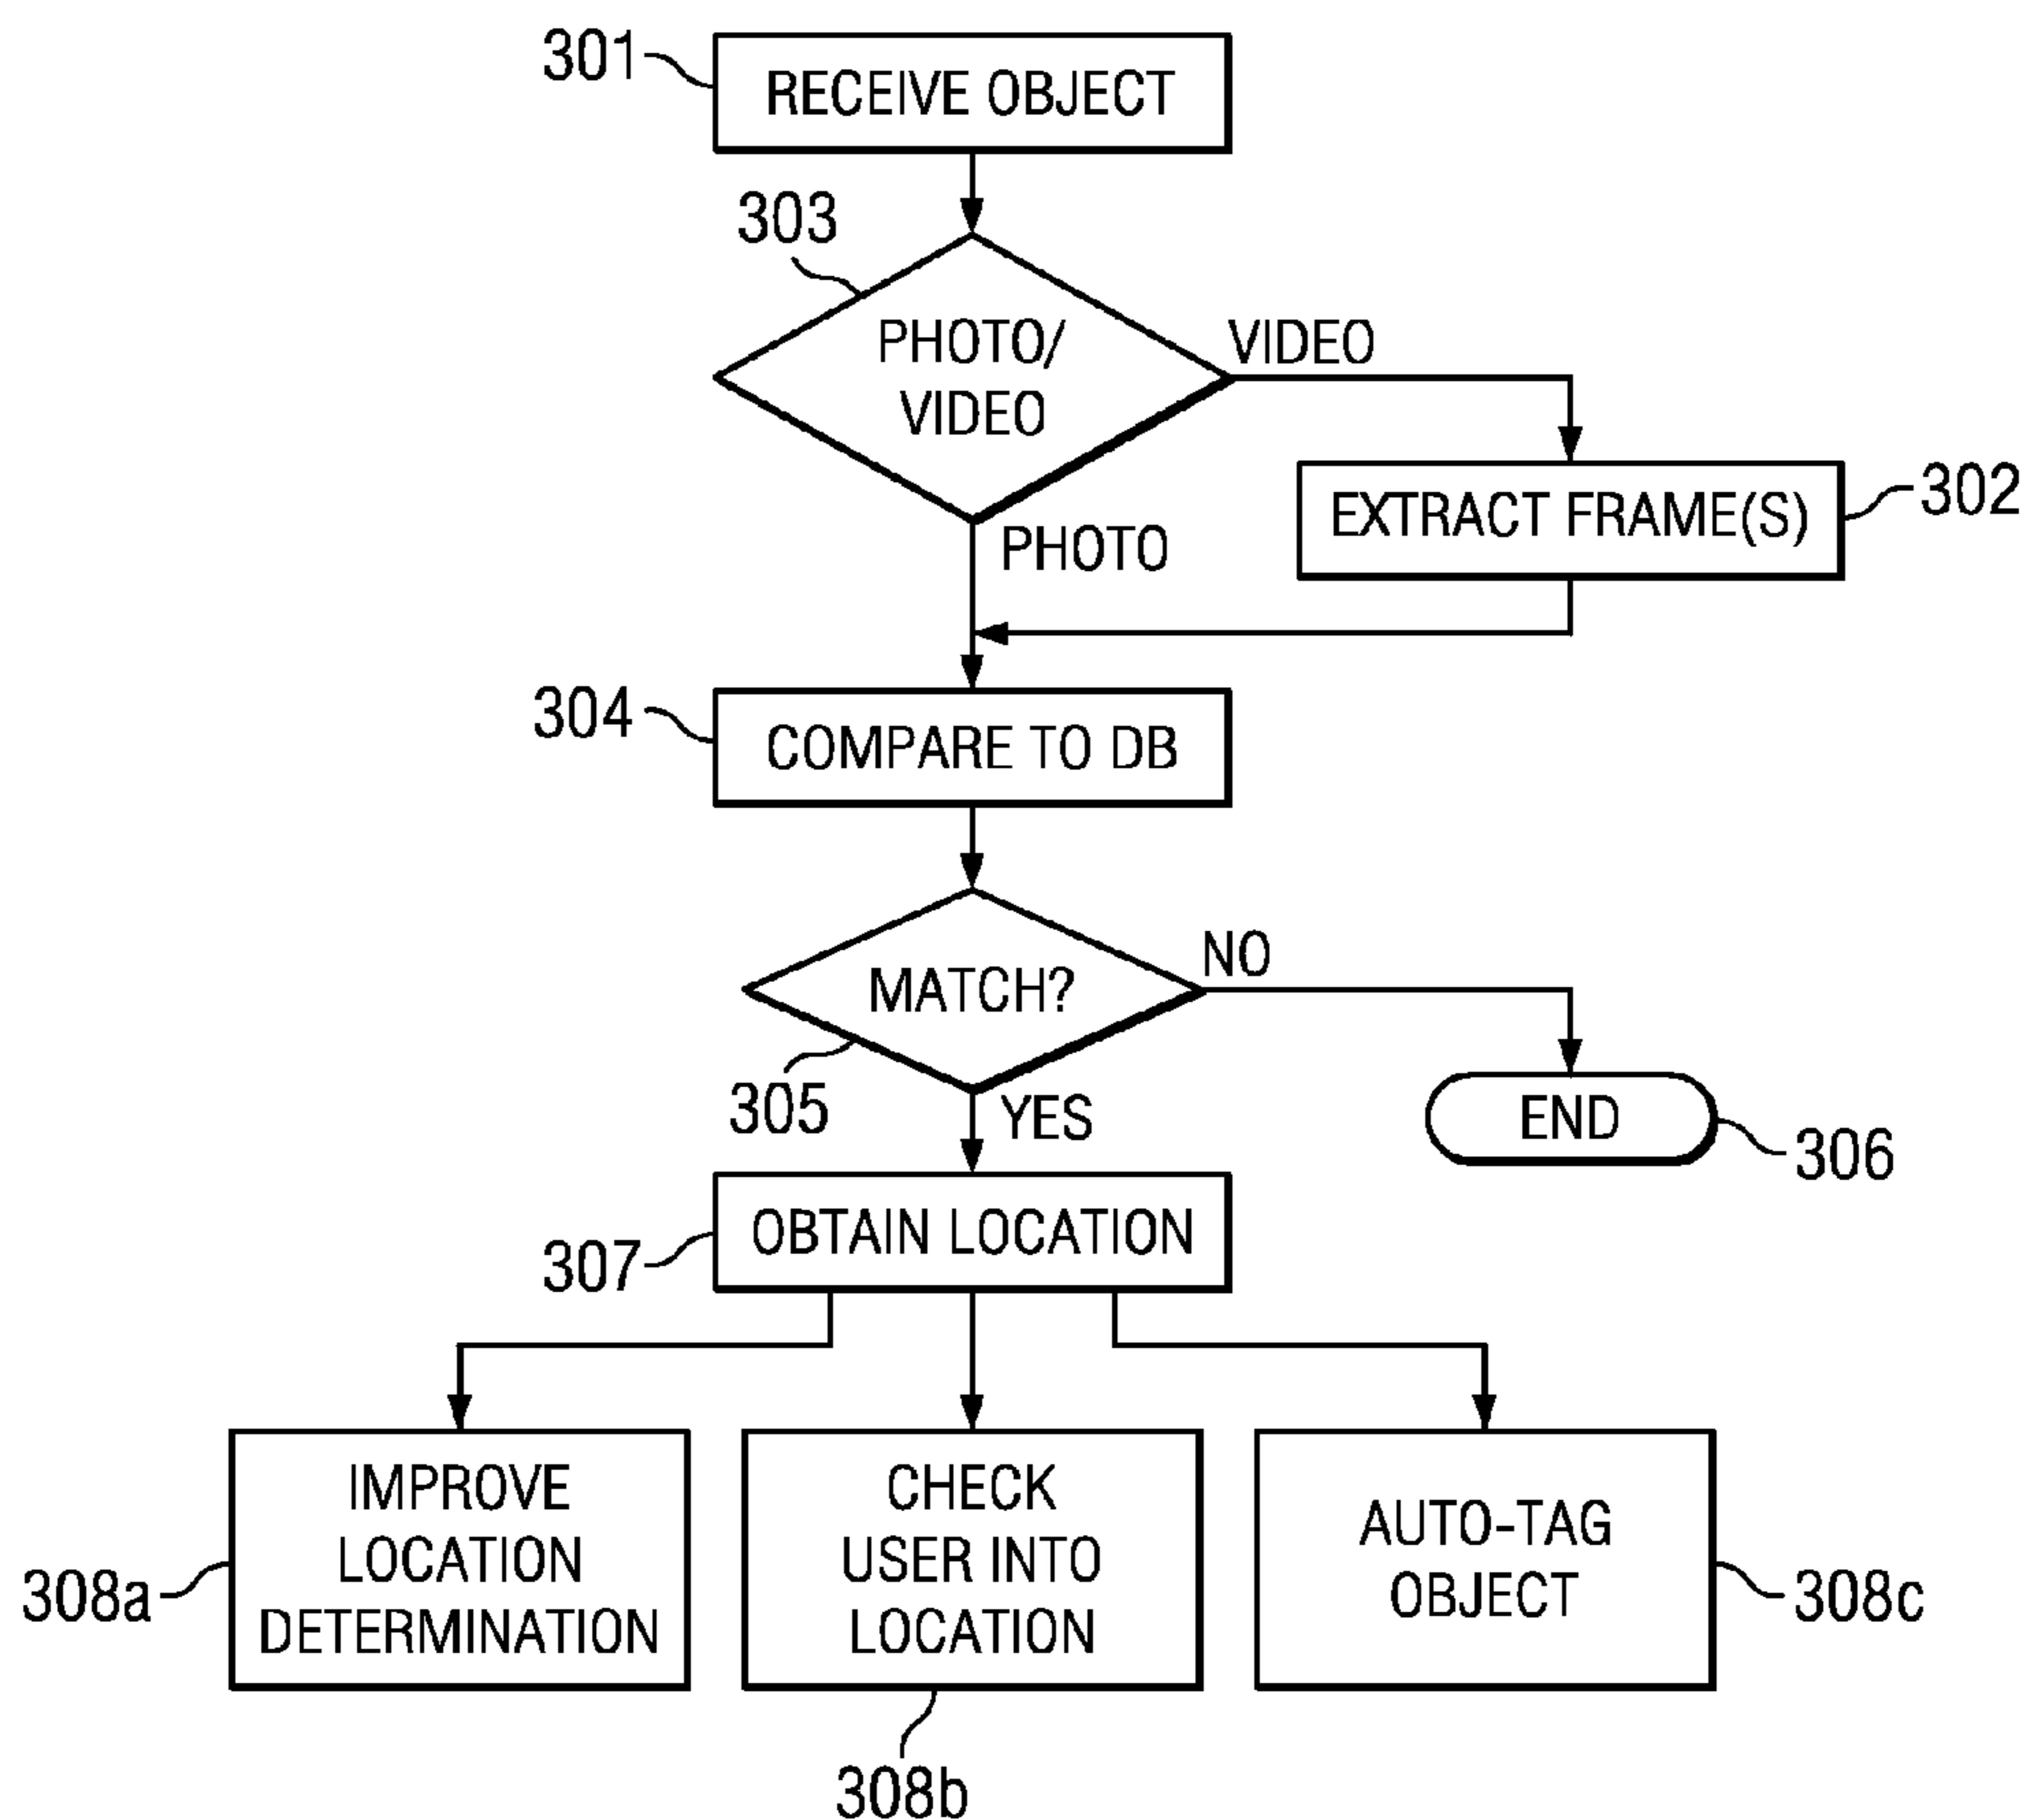 301
RECEIVE OBJECT
303
PHOTO/
VIDEO
VIDEO
EXTRACT FRAME(S)
302
PHOTO
304
COMPARE TO DB
MATCH?
NO
305
YES
END
306
OBTAIN LOCATION
307
IMPROVE
LOCATION
DETERMINATION
308a
CHECK
USER INTO
LOCATION
308b
AUTO-TAG
OBJECT
308c